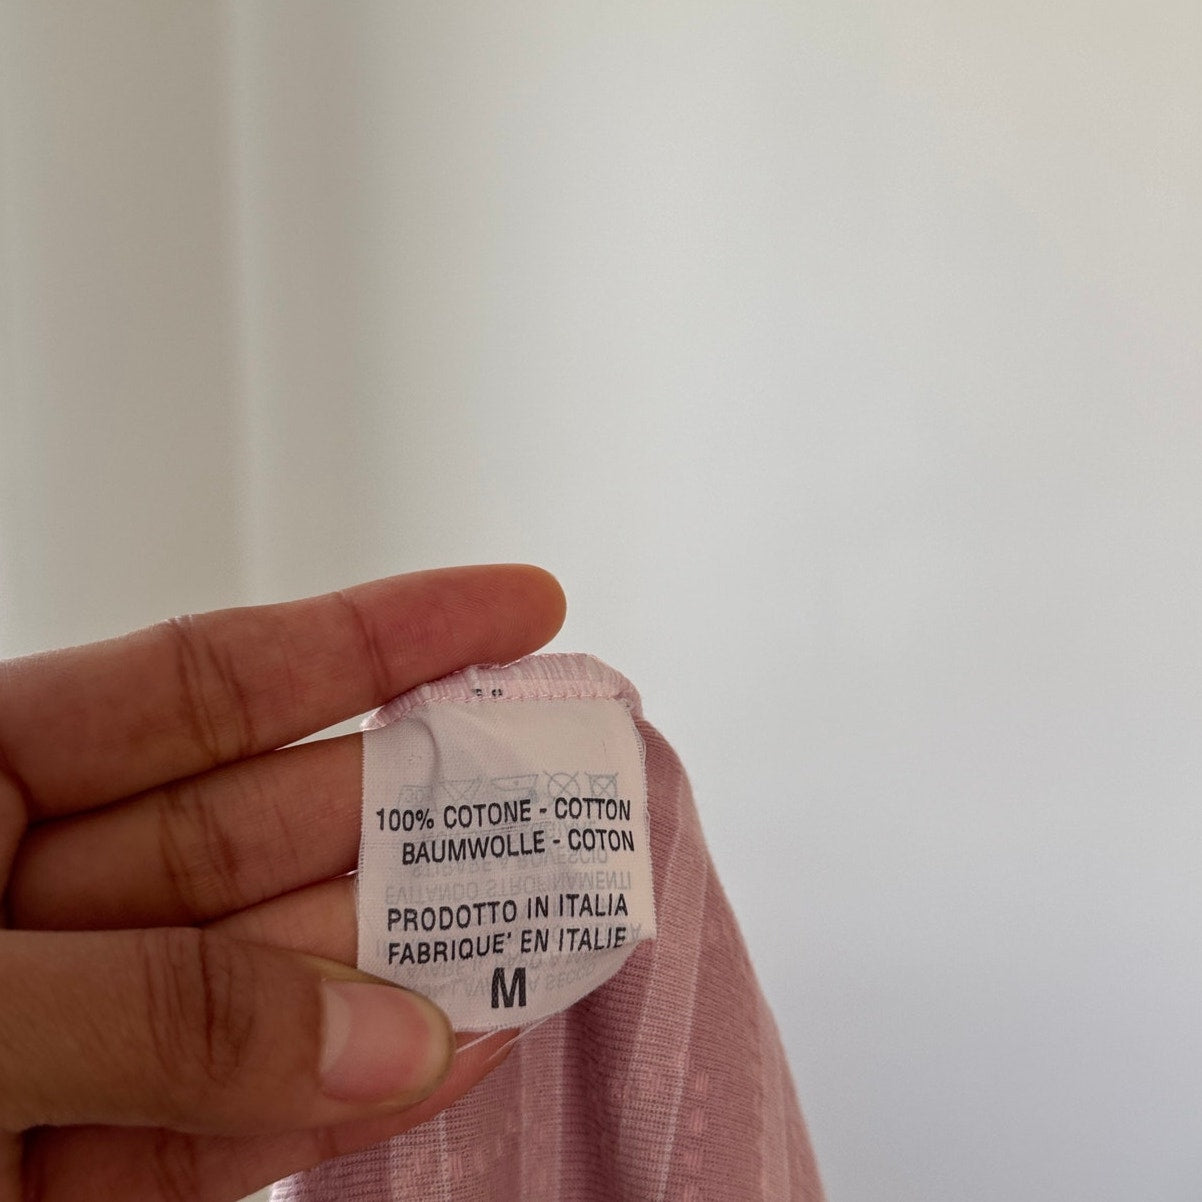 100% COTONE - COTTON
BAUMWOLLE - COTON
PRODOTTO IN ITALIA
FABRIQUE' EN ITALIE
M